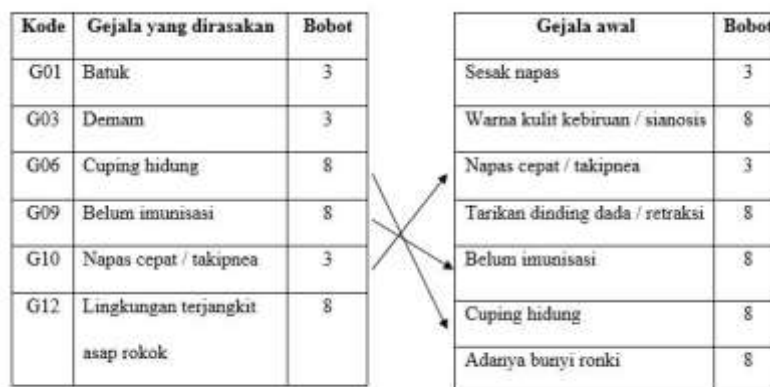 Kode Gejala yang dirasakan Bobot
G01 Batuk 3
G03 Demam 3
G06 Cuping hidung 8
G09 Belum imunisasi 8
G10 Napas cepat / takipnea 3
G12 Lingkungan terjangkit 8
asap rokok
Gejala awal Bobot
Sesak napas 3
Warna kulit kebiruan / sianosis 8
Napas cepat / takipnea 3
Tarikan dinding dada / retraksi 8
Belum imunisasi 8
Cuping hidung 8
Adanya bunyi ronki 8